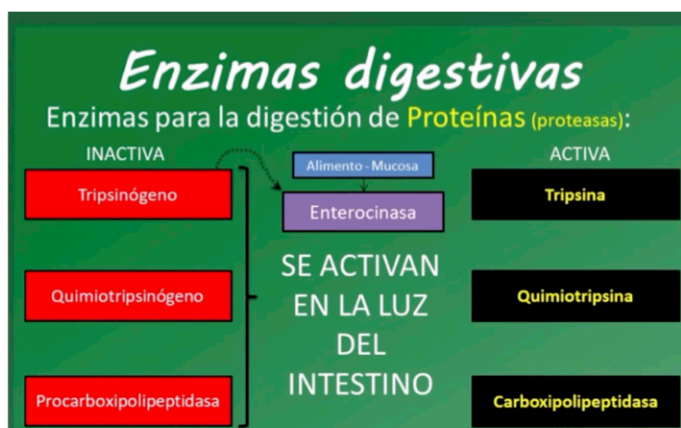 Enzimas digestivas
Enzimas para la digestión de Proteínas (proteasas):
INACTIVA
ACTIVA
Alimento - Mucosa
Tripsinógeno
Enterocinasa
Tripsina
SE ACTIVAN
EN LA LUZ
DEL
INTESTINO
Quimiotripsinógeno
Quimiotripsina
Procarboxipolipeptidasa
Carboxipolipeptidasa